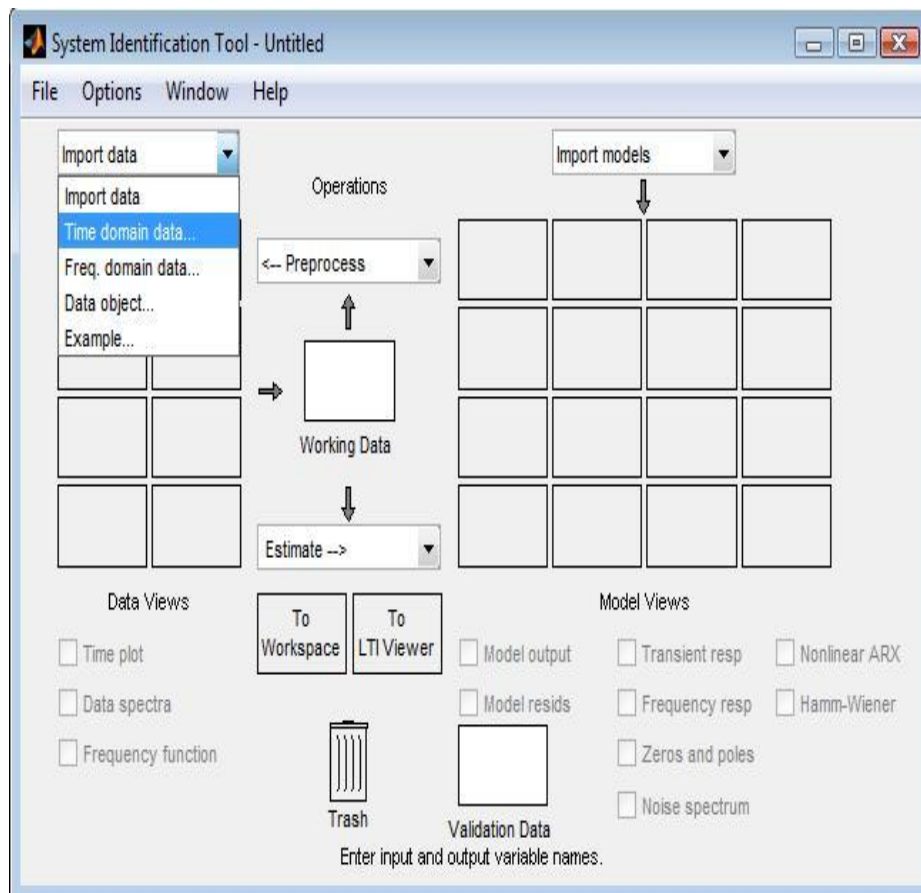 System Identification Tool - Untitled
File Options Window Help
Import data
Import models
Import data
Time domain data...
Freq. domain data...
Data object...
Example...
Operations
<-- Preprocess
Working Data
Estimate -->
Data Views
Model Views
To Workspace
To LTI Viewer
Time plot
Data spectra
Frequency function
Model output
Model resids
Transient resp
Frequency resp
Zeros and poles
Noise spectrum
Nonlinear ARX
Hamm-Wiener
Trash
Validation Data
Enter input and output variable names.